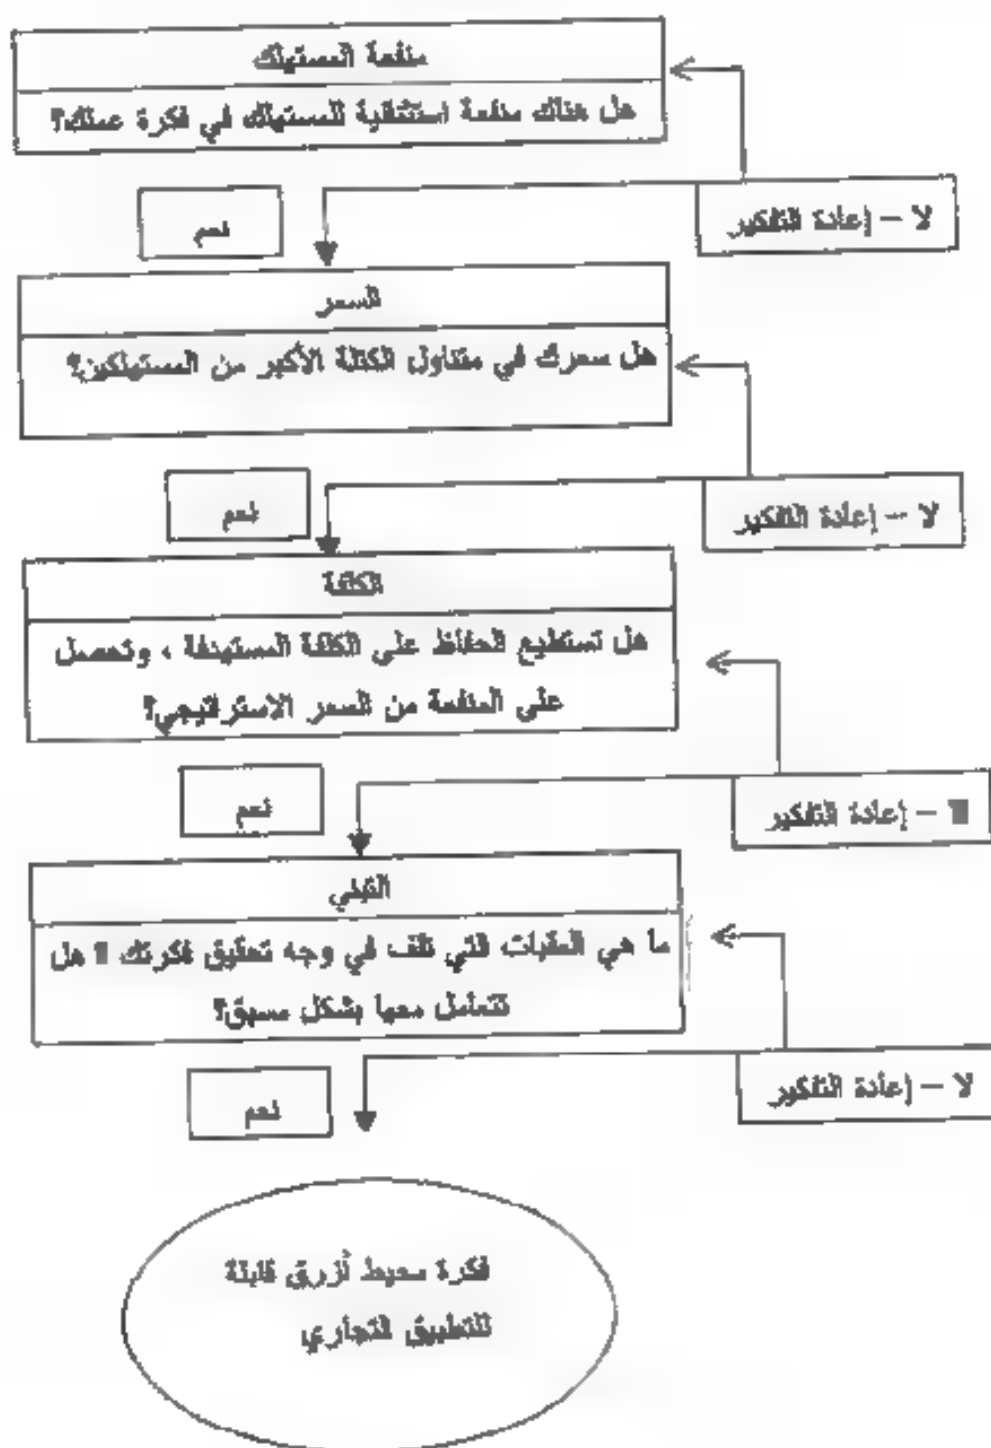 منفعة المستهلك
هل هناك منفعة استثنائية للمستهلك في فكرة عملك؟
لا – إعادة التفكير
نعم
السعر
هل سعرك في متناول الكتلة الأكبر من المستهلكين؟
لا – إعادة التفكير
نعم
الكلفة
هل تستطيع الحفاظ على الكلفة المستهدفة ، وتحصل
على المنفعة من السعر الاستراتيجي؟
– إعادة التفكير
نعم
التبني
ما هي العقبات التي تقف في وجه تحقيق فكرتك هل
تتعامل معها بشكل مسبق؟
لا – إعادة التفكير
نعم
فكرة محيط أزرق قابلة
للتطبيق التجاري